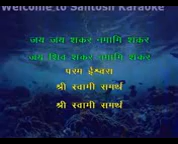 Welcome to Santosh Karaoke
जय जय शंकर नमामि शंकर
जय शिव शंकर नमामि शंकर
परम ईश्वरा
श्री स्वामी समर्थ
श्री स्वामी समर्थ